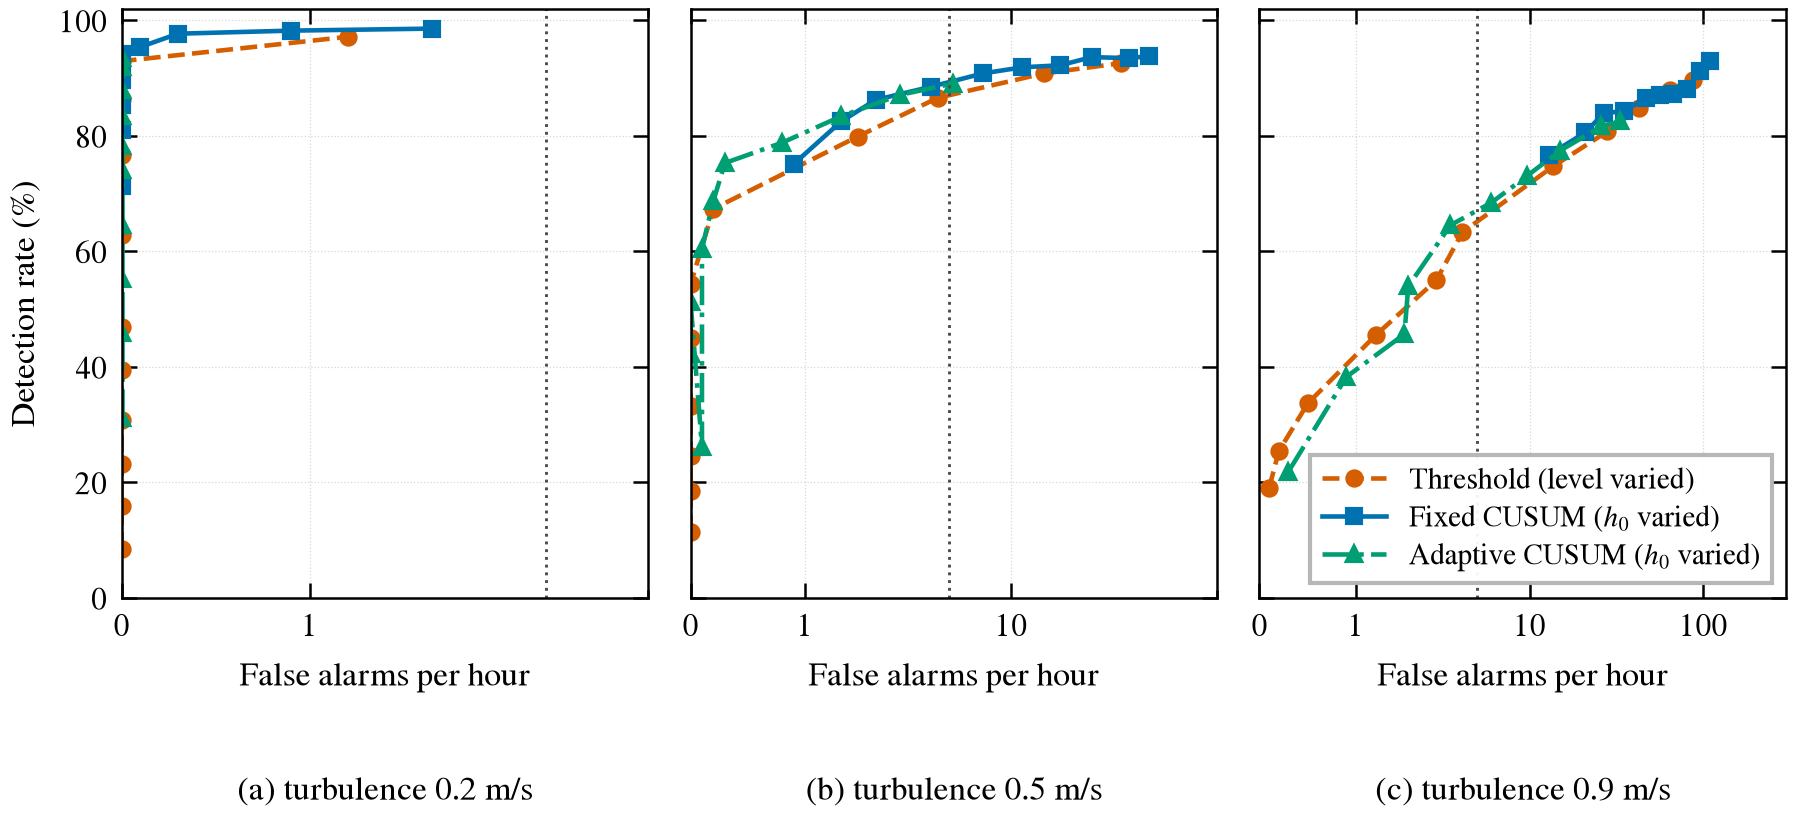 Detection rate (%)
100
80
60
40
20
0
0 1
0 1 10
0 1 10 100
False alarms per hour
False alarms per hour
False alarms per hour
Threshold (level varied)
Fixed CUSUM (h₀ varied)
Adaptive CUSUM (h₀ varied)
(a) turbulence 0.2 m/s
(b) turbulence 0.5 m/s
(c) turbulence 0.9 m/s